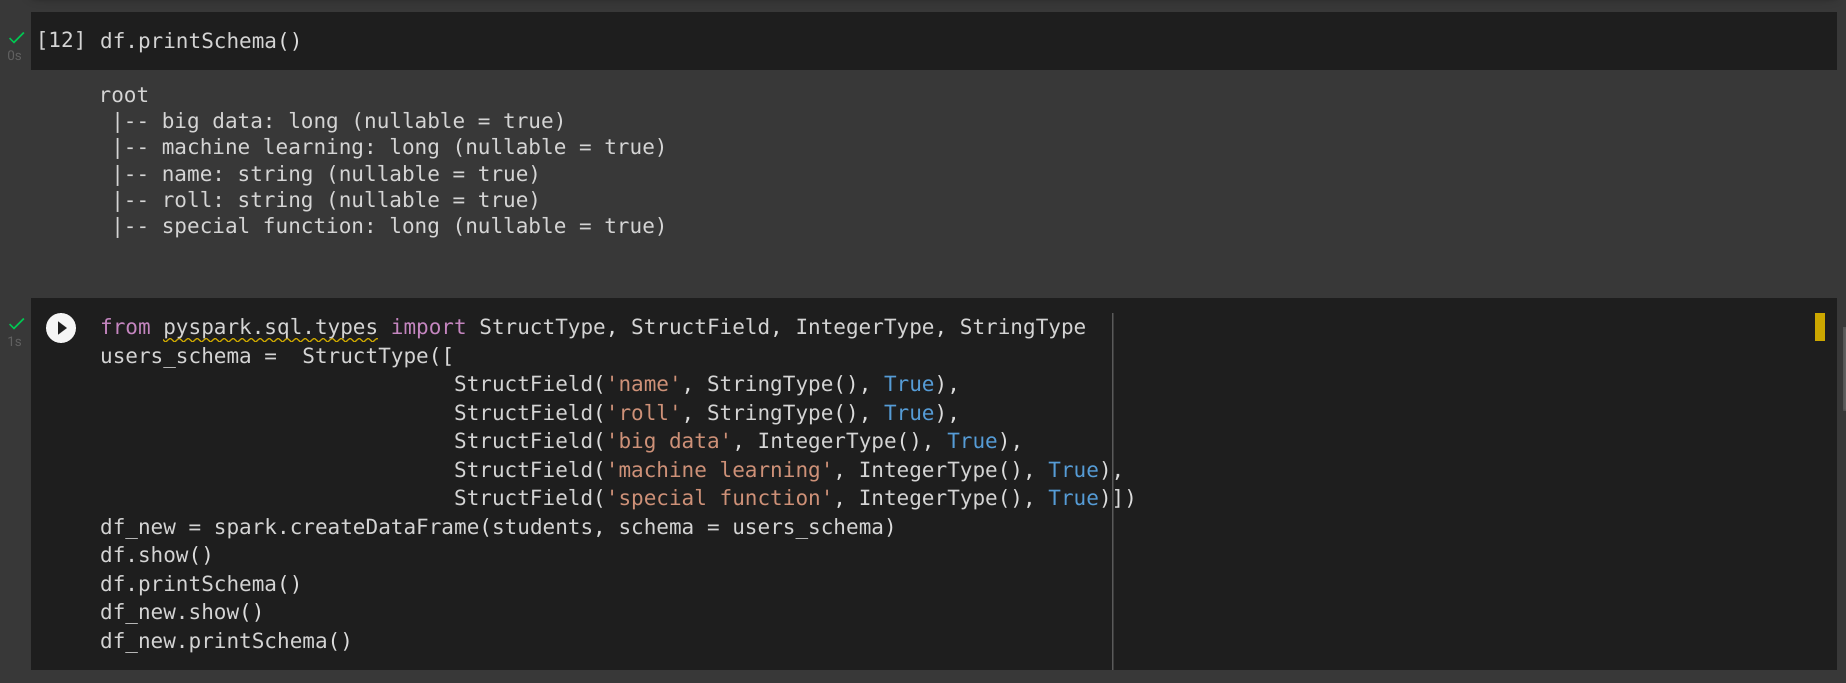 [12] df.printSchema()
0s
root
 |-- big data: long (nullable = true)
 |-- machine learning: long (nullable = true)
 |-- name: string (nullable = true)
 |-- roll: string (nullable = true)
 |-- special function: long (nullable = true)
from pyspark.sql.types import StructType, StructField, IntegerType, StringType
1s
users_schema =  StructType([
                            StructField('name', StringType(), True),
                            StructField('roll', StringType(), True),
                            StructField('big data', IntegerType(), True),
                            StructField('machine learning', IntegerType(), True),
                            StructField('special function', IntegerType(), True)])
df_new = spark.createDataFrame(students, schema = users_schema)
df.show()
df.printSchema()
df_new.show()
df_new.printSchema()